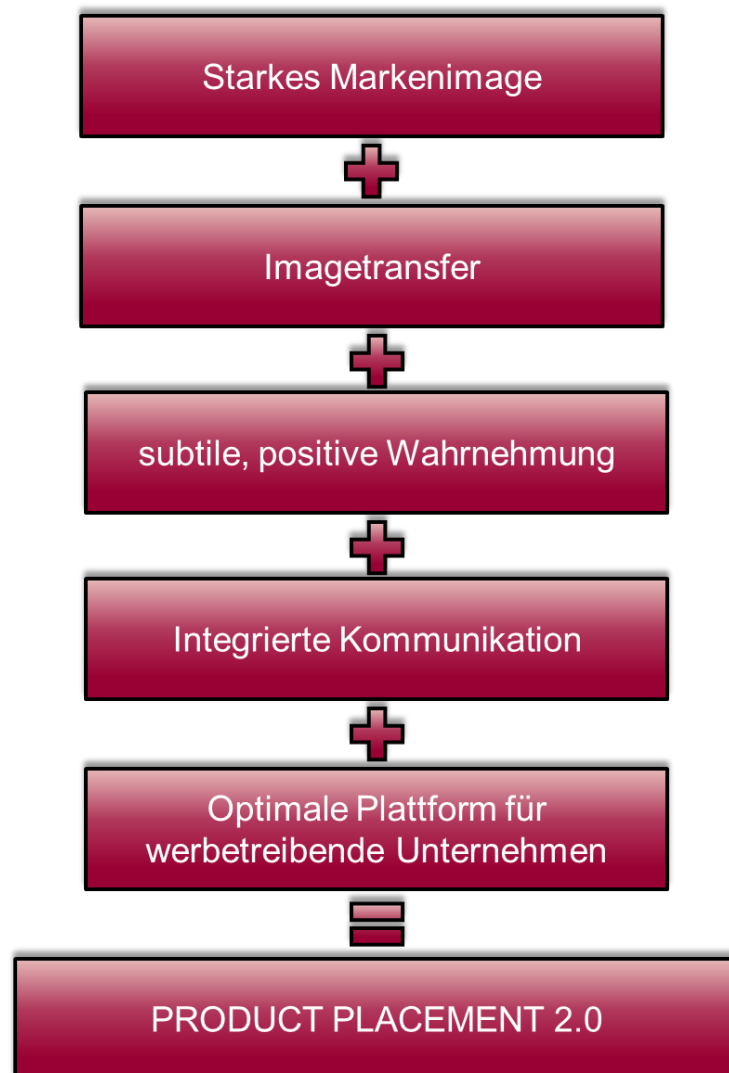 Starkes Markenimage
Imagetransfer
subtile, positive Wahrnehmung
Integrierte Kommunikation
Optimale Plattform für
werbetreibende Unternehmen
PRODUCT PLACEMENT 2.0